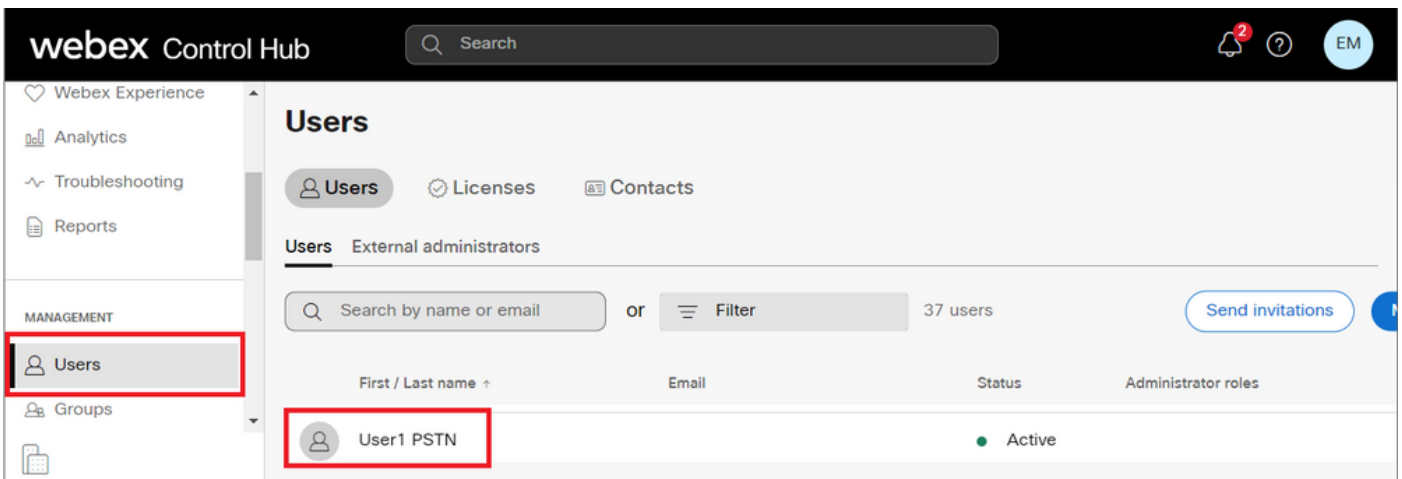 webex Control Hub
Search
2
EM
Webex Experience
Analytics
Troubleshooting
Reports
MANAGEMENT
Users
Groups
Users
Users Licenses Contacts
Users External administrators
Search by name or email or Filter 37 users Send invitations
First / Last name ↑ Email Status Administrator roles
User1 PSTN Active